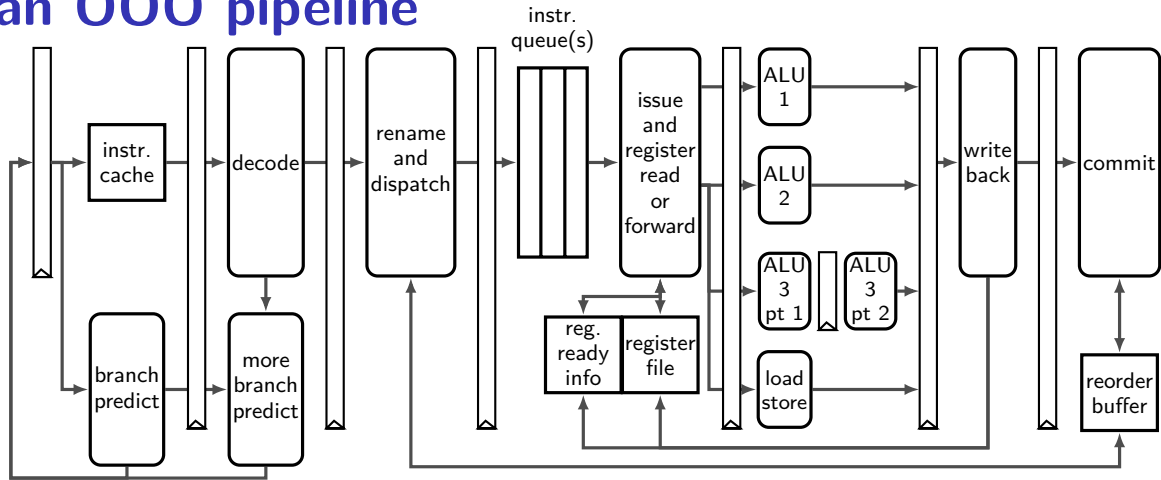 an OOO pipeline
instr.
queue(s)
instr.
cache
decode
rename
and
dispatch
issue
and
register
read
or
forward
ALU
1
ALU
2
ALU
3
pt 1
ALU
3
pt 2
load
store
write
back
commit
branch
predict
more
branch
predict
reg.
ready
info
register
file
reorder
buffer